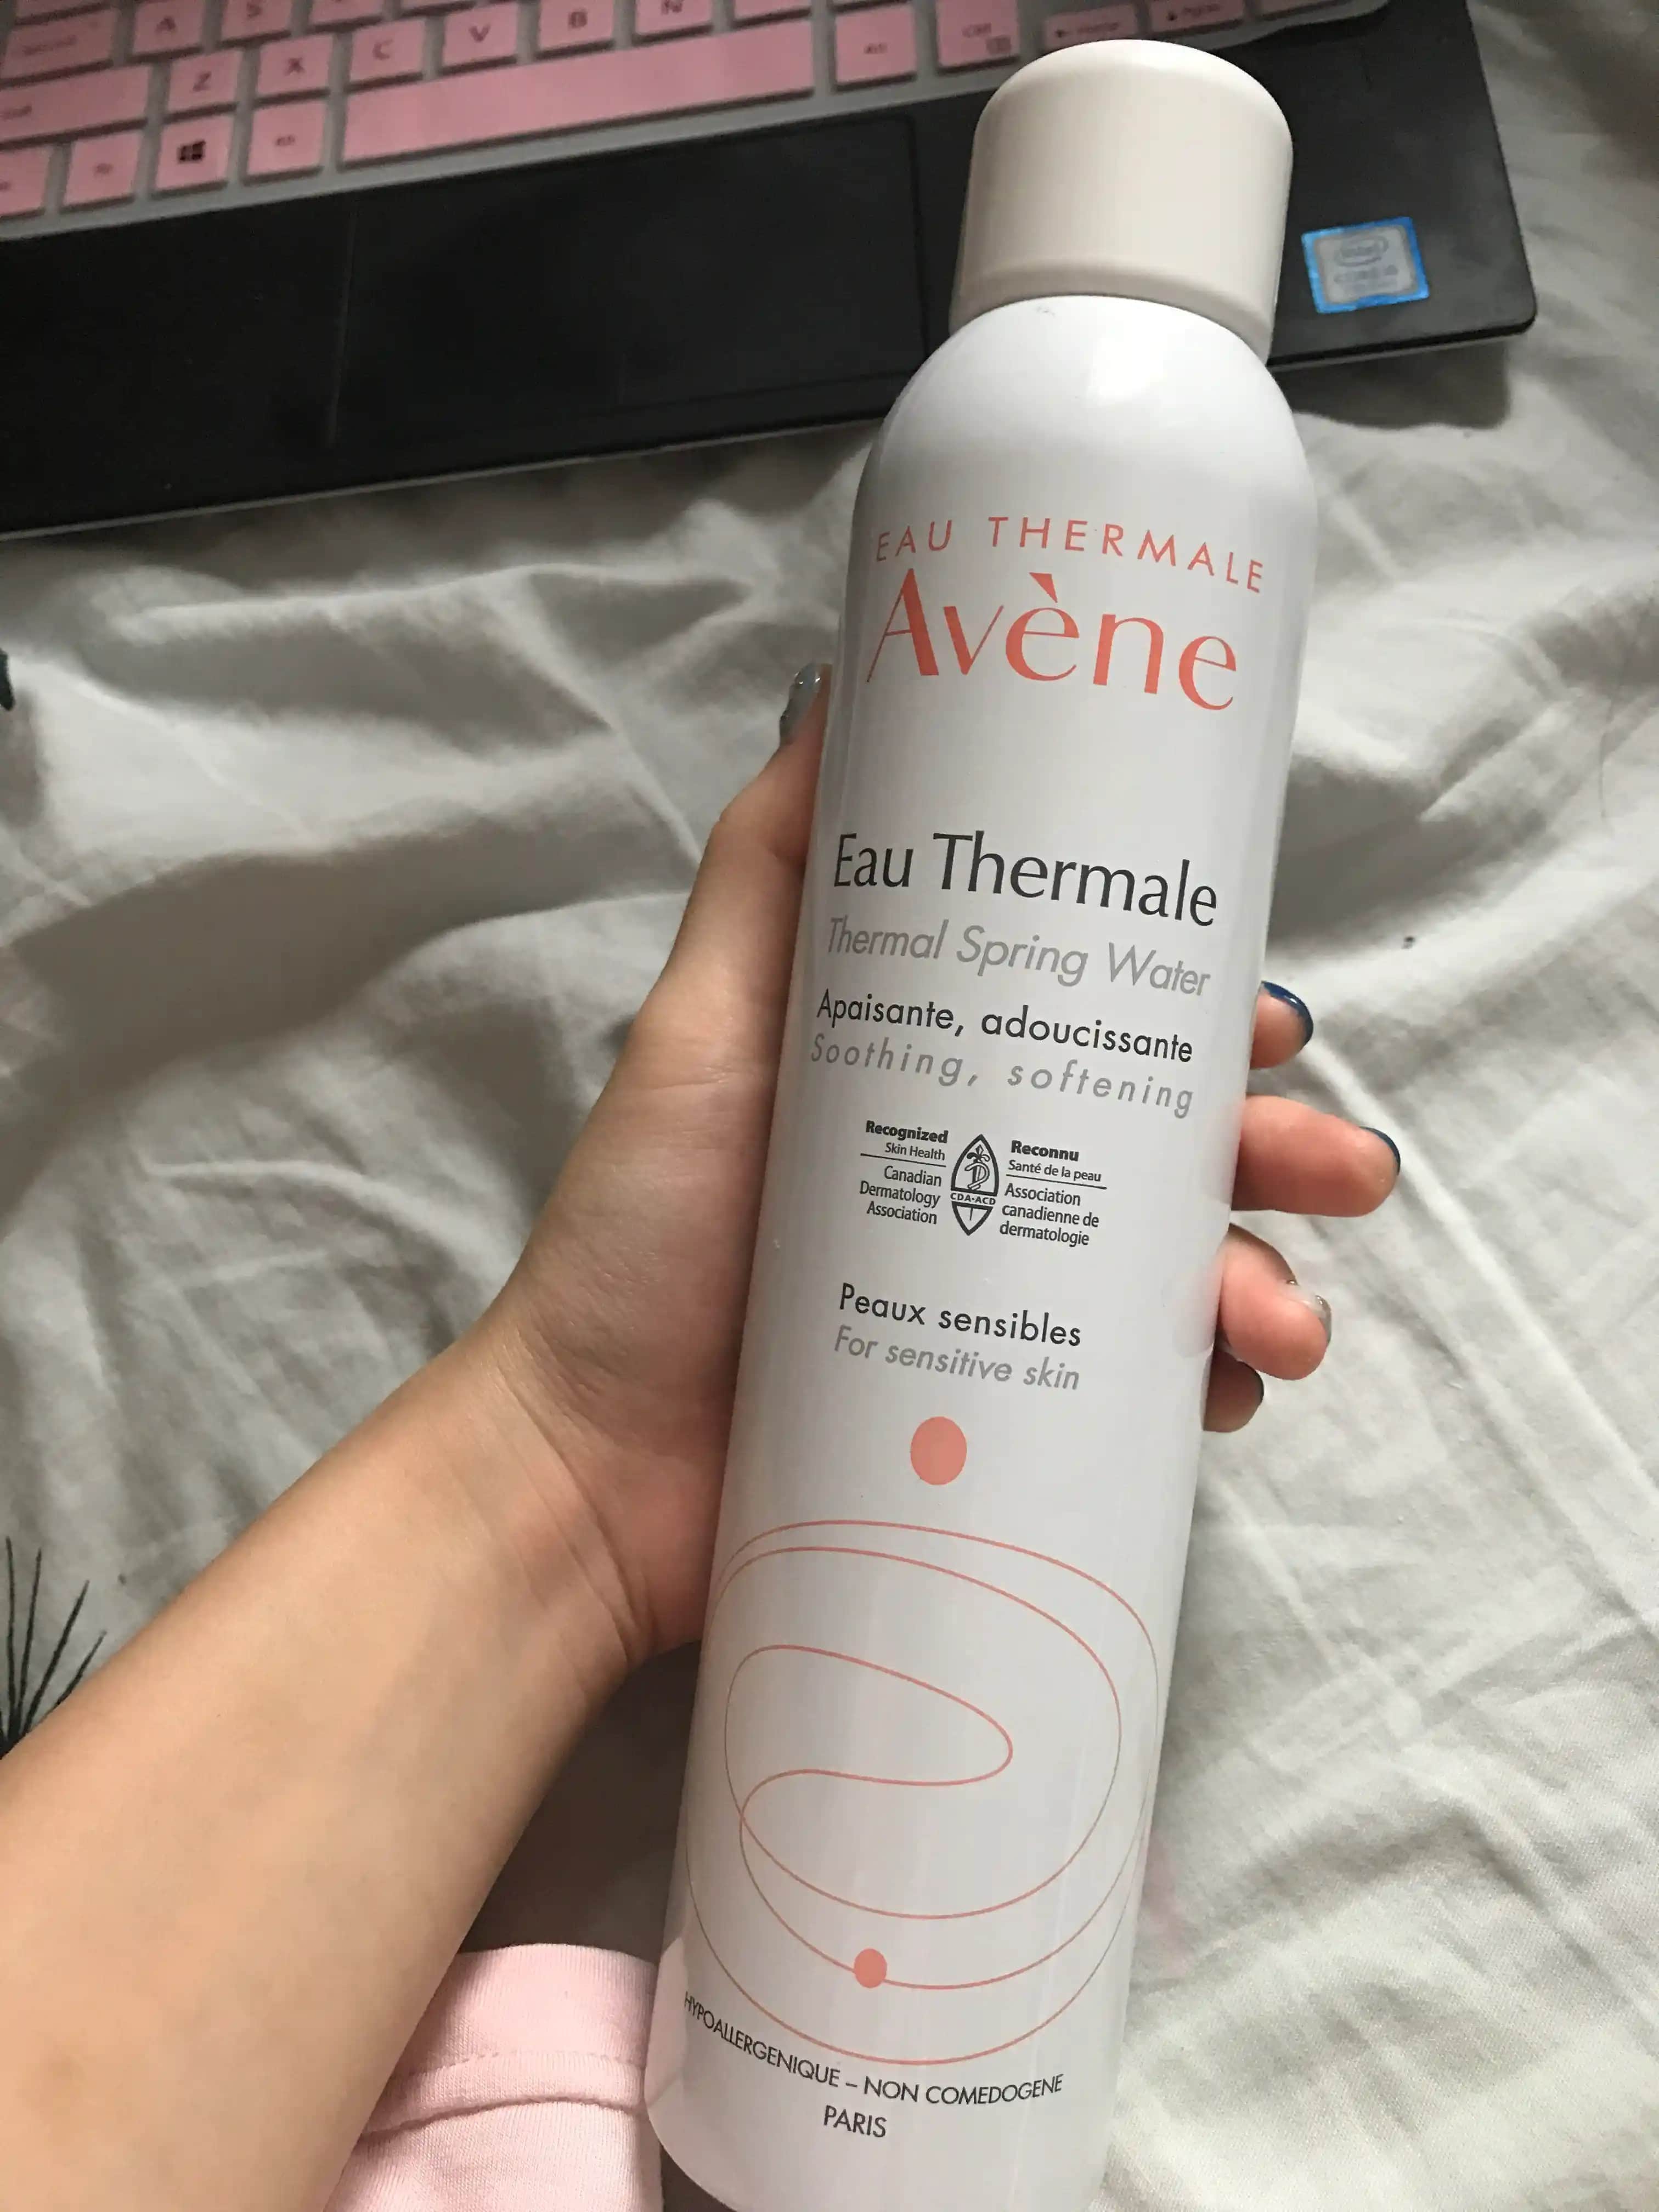 A S B N
Z X C V
EAU THERMALE
Avène
Eau Thermale
Thermal Spring Water
Apaisante, adoucissante
Soothing, softening
Recognized
Skin Health
Canadian
Dermatology
Association
CDA-ACD
Reconnu
Santé de la peau
Association
canadienne de
dermatologie
Peaux sensibles
For sensitive skin
HYPOALLERGENIQUE – NON COMEDOGENE
PARIS
intel